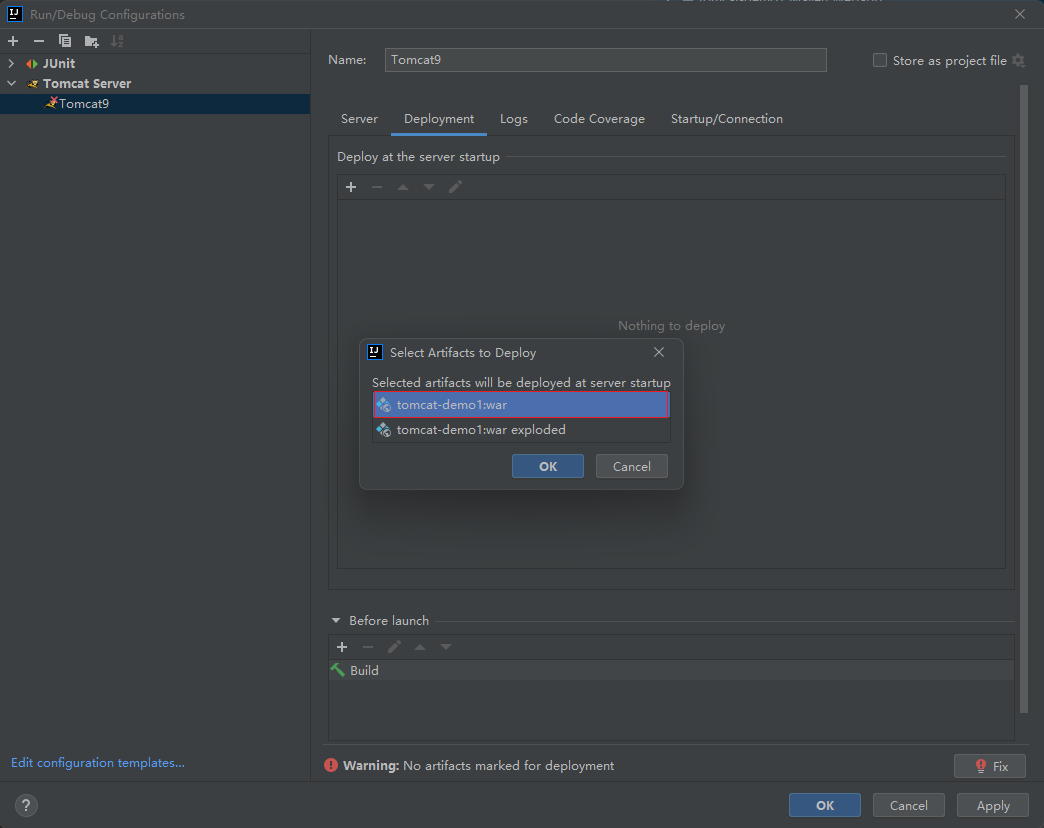 Run/Debug Configurations
JUnit
Tomcat Server
Tomcat9
Name: Tomcat9 Store as project file
Server Deployment Logs Code Coverage Startup/Connection
Deploy at the server startup
Nothing to deploy
Select Artifacts to Deploy
Selected artifacts will be deployed at server startup
tomcat-demo1:war
tomcat-demo1:war exploded
OK Cancel
Before launch
Build
Edit configuration templates...
Warning: No artifacts marked for deployment
Fix
? OK Cancel Apply